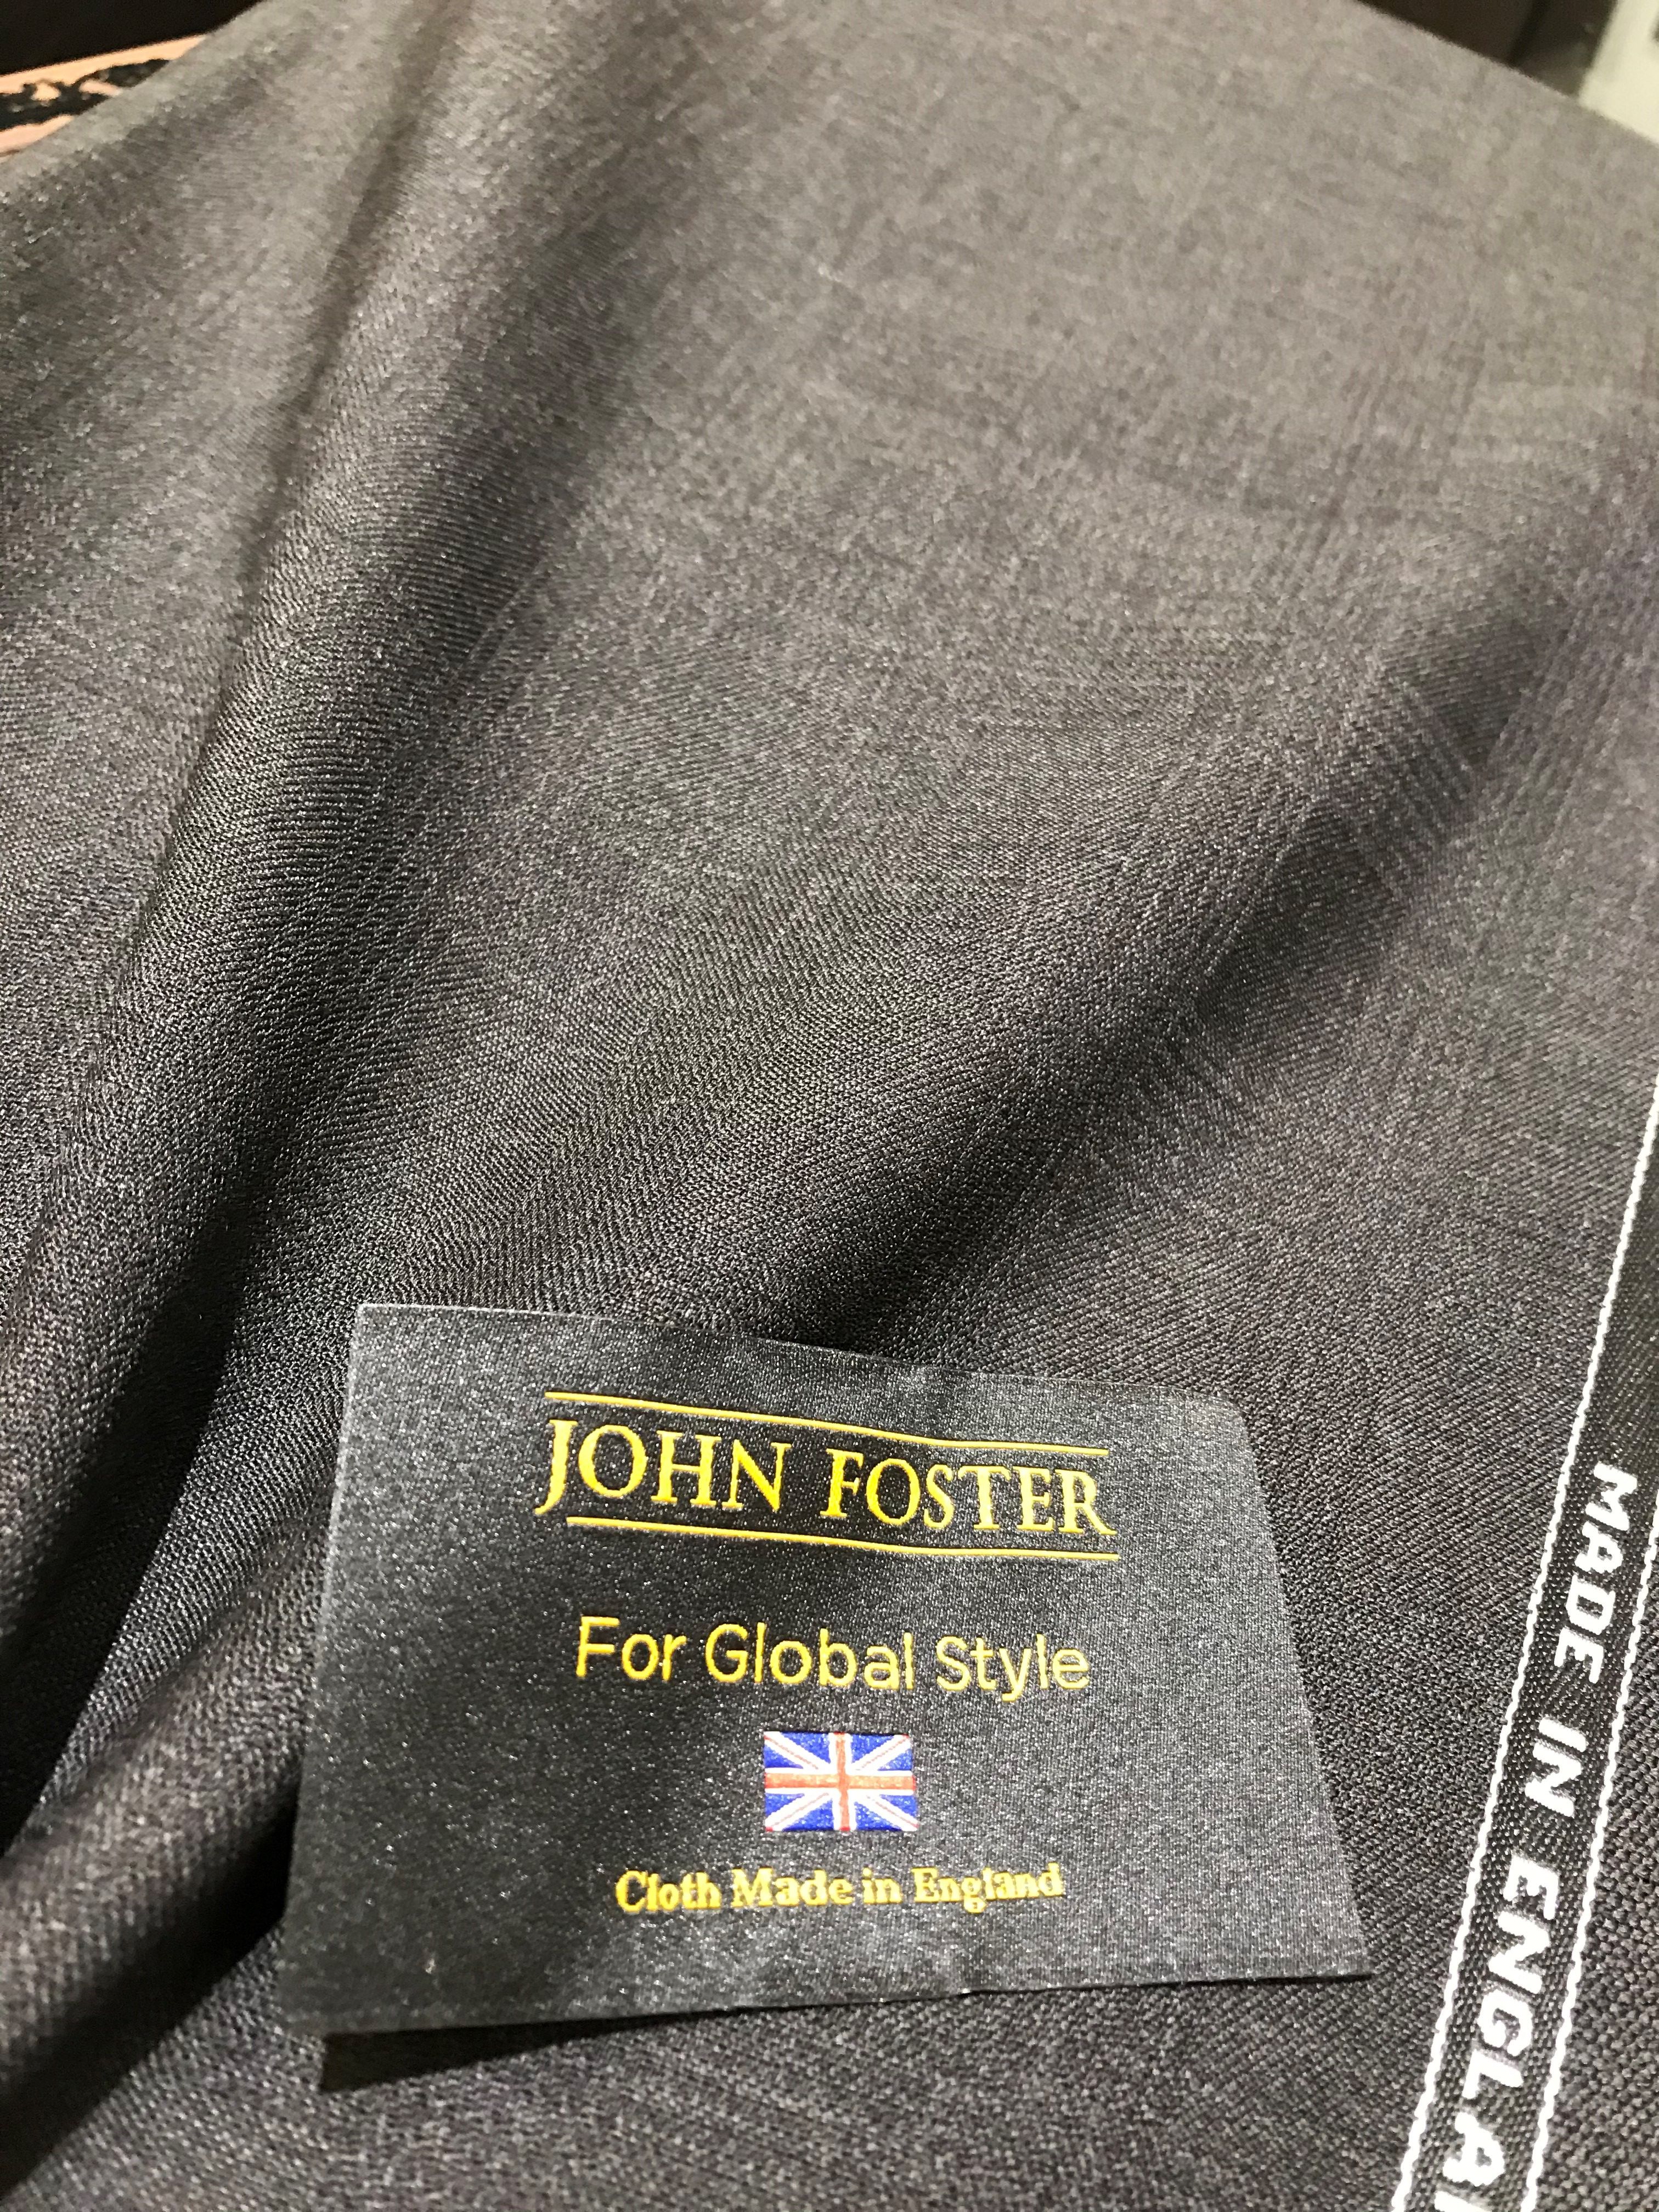 JOHN FOSTER
For Global Style
Cloth Made in England
MADE IN ENGLA